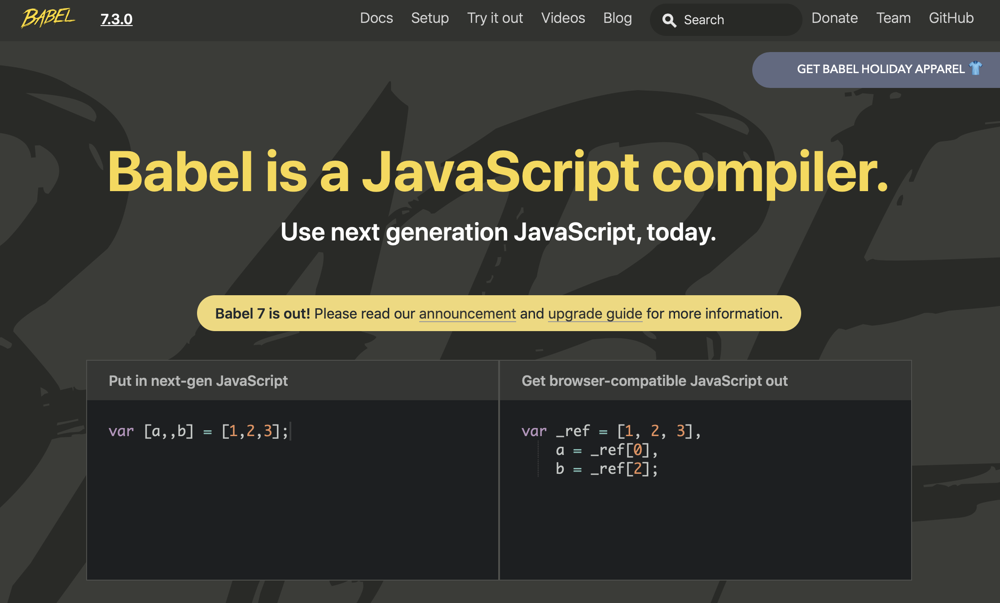 BABEL 7.3.0 Docs Setup Try it out Videos Blog Search Donate Team GitHub
GET BABEL HOLIDAY APPAREL 👕
Babel is a JavaScript compiler.
Use next generation JavaScript, today.
Babel 7 is out! Please read our announcement and upgrade guide for more information.
Put in next-gen JavaScript
var [a,,b] = [1,2,3];
Get browser-compatible JavaScript out
var _ref = [1, 2, 3],
    a = _ref[0],
    b = _ref[2];